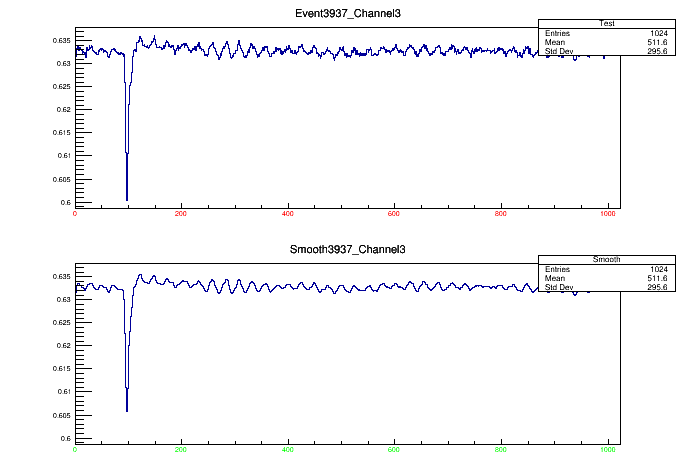 Event3937_Channel3
Test
Entries 1024
Mean 511.6
Std Dev 295.6
0.635
0.63
0.625
0.62
0.615
0.61
0.605
0.6
0 200 400 600 800 1000
Smooth3937_Channel3
Smooth
Entries 1024
Mean 511.6
Std Dev 295.6
0.635
0.63
0.625
0.62
0.615
0.61
0.605
0.6
0 200 400 600 800 1000